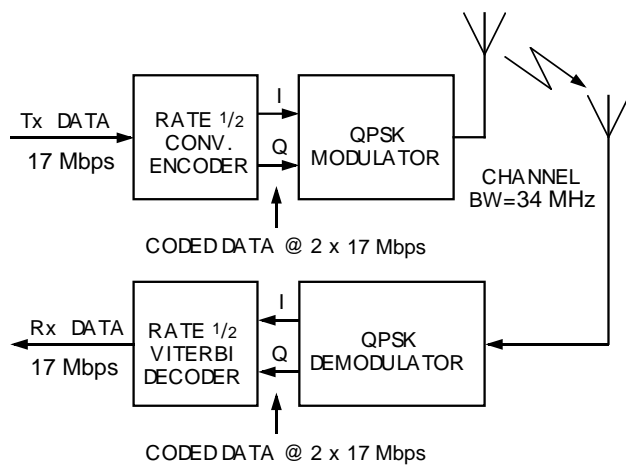 Tx DATA
17 Mbps
RATE 1/2
CONV.
ENCODER
I
Q
QPSK
MODULATOR
CHANNEL
BW=34 MHz
CODED DATA @ 2 x 17 Mbps
Rx DATA
17 Mbps
RATE 1/2
VITERBI
DECODER
I
Q
QPSK
DEMODULATOR
CODED DATA @ 2 x 17 Mbps